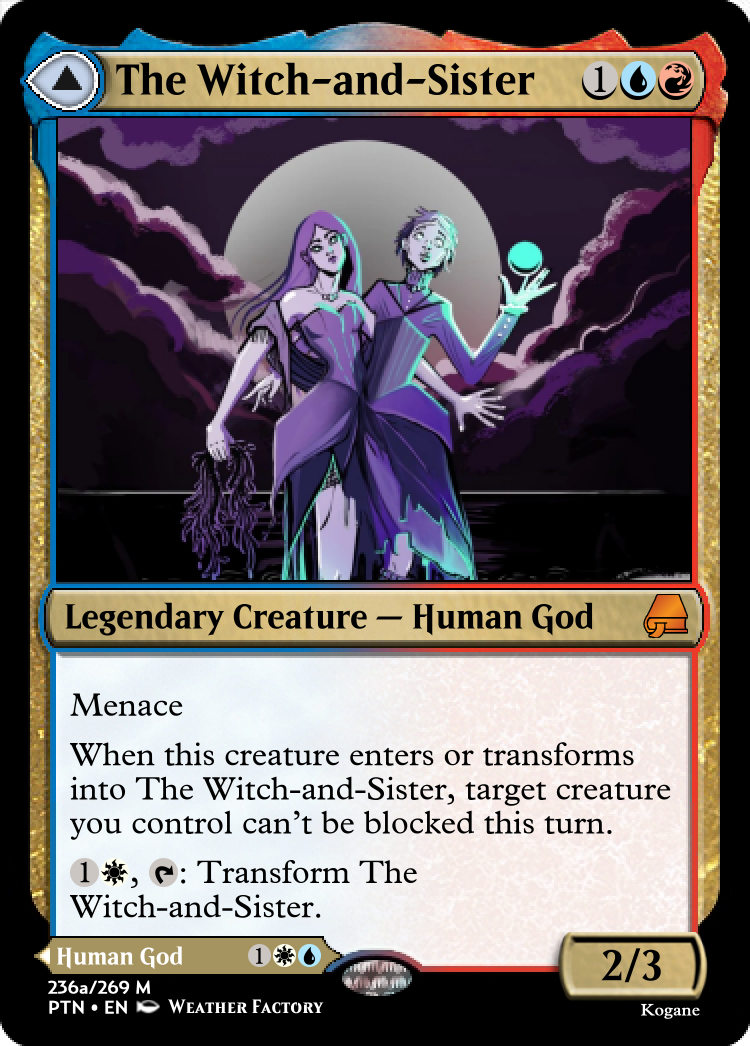 The Witch-and-Sister 1
Legendary Creature — Human God
Menace
When this creature enters or transforms
into The Witch-and-Sister, target creature
you control can't be blocked this turn.
1, : Transform The
Witch-and-Sister.
Human God 1
2/3
236a/269 M
PTN • EN WEATHER FACTORY
Kogane